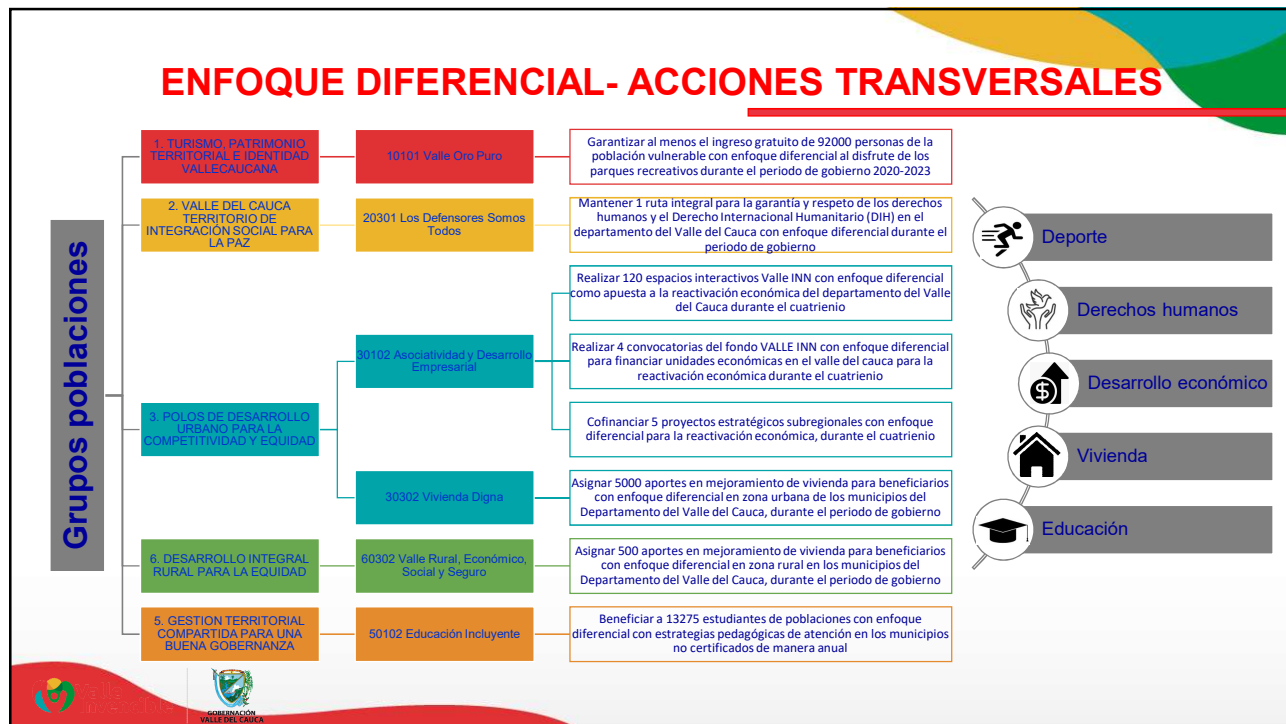 ENFOQUE DIFERENCIAL- ACCIONES TRANSVERSALES
Grupos poblaciones
1. TURISMO, PATRIMONIO
TERRITORIAL E IDENTIDAD
VALLECAUCANA
10101 Valle Oro Puro
Garantizar al menos el ingreso gratuito de 92000 personas de la
población vulnerable con enfoque diferencial al disfrute de los
parques recreativos durante el periodo de gobierno 2020-2023
2. VALLE DEL CAUCA
TERRITORIO DE
INTEGRACIÓN SOCIAL PARA
LA PAZ
20301 Los Defensores Somos
Todos
Mantener 1 ruta integral para la garantía y respeto de los derechos
humanos y el Derecho Internacional Humanitario (DIH) en el
departamento del Valle del Cauca con enfoque diferencial durante el
periodo de gobierno
3. POLOS DE DESARROLLO
URBANO PARA LA
COMPETITIVIDAD Y EQUIDAD
30102 Asociatividad y Desarrollo
Empresarial
Realizar 120 espacios interactivos Valle INN con enfoque diferencial
como apuesta a la reactivación económica del departamento del Valle
del Cauca durante el cuatrienio
Realizar 4 convocatorias del fondo VALLE INN con enfoque diferencial
para financiar unidades económicas en el valle del cauca para la
reactivación económica durante el cuatrienio
Cofinanciar 5 proyectos estratégicos subregionales con enfoque
diferencial para la reactivación económica, durante el cuatrienio
30302 Vivienda Digna
Asignar 5000 aportes en mejoramiento de vivienda para beneficiarios
con enfoque diferencial en zona urbana de los municipios del
Departamento del Valle del Cauca, durante el periodo de gobierno
6. DESARROLLO INTEGRAL
RURAL PARA LA EQUIDAD
60302 Valle Rural, Económico,
Social y Seguro
Asignar 500 aportes en mejoramiento de vivienda para beneficiarios
con enfoque diferencial en zona rural en los municipios del
Departamento del Valle del Cauca, durante el periodo de gobierno
5. GESTION TERRITORIAL
COMPARTIDA PARA UNA
BUENA GOBERNANZA
50102 Educación Incluyente
Beneficiar a 13275 estudiantes de poblaciones con enfoque
diferencial con estrategias pedagógicas de atención en los municipios
no certificados de manera anual
Deporte
Derechos humanos
Desarrollo económico
Vivienda
Educación
Valle
Invencible
GOBERNACIÓN
VALLE DEL CAUCA